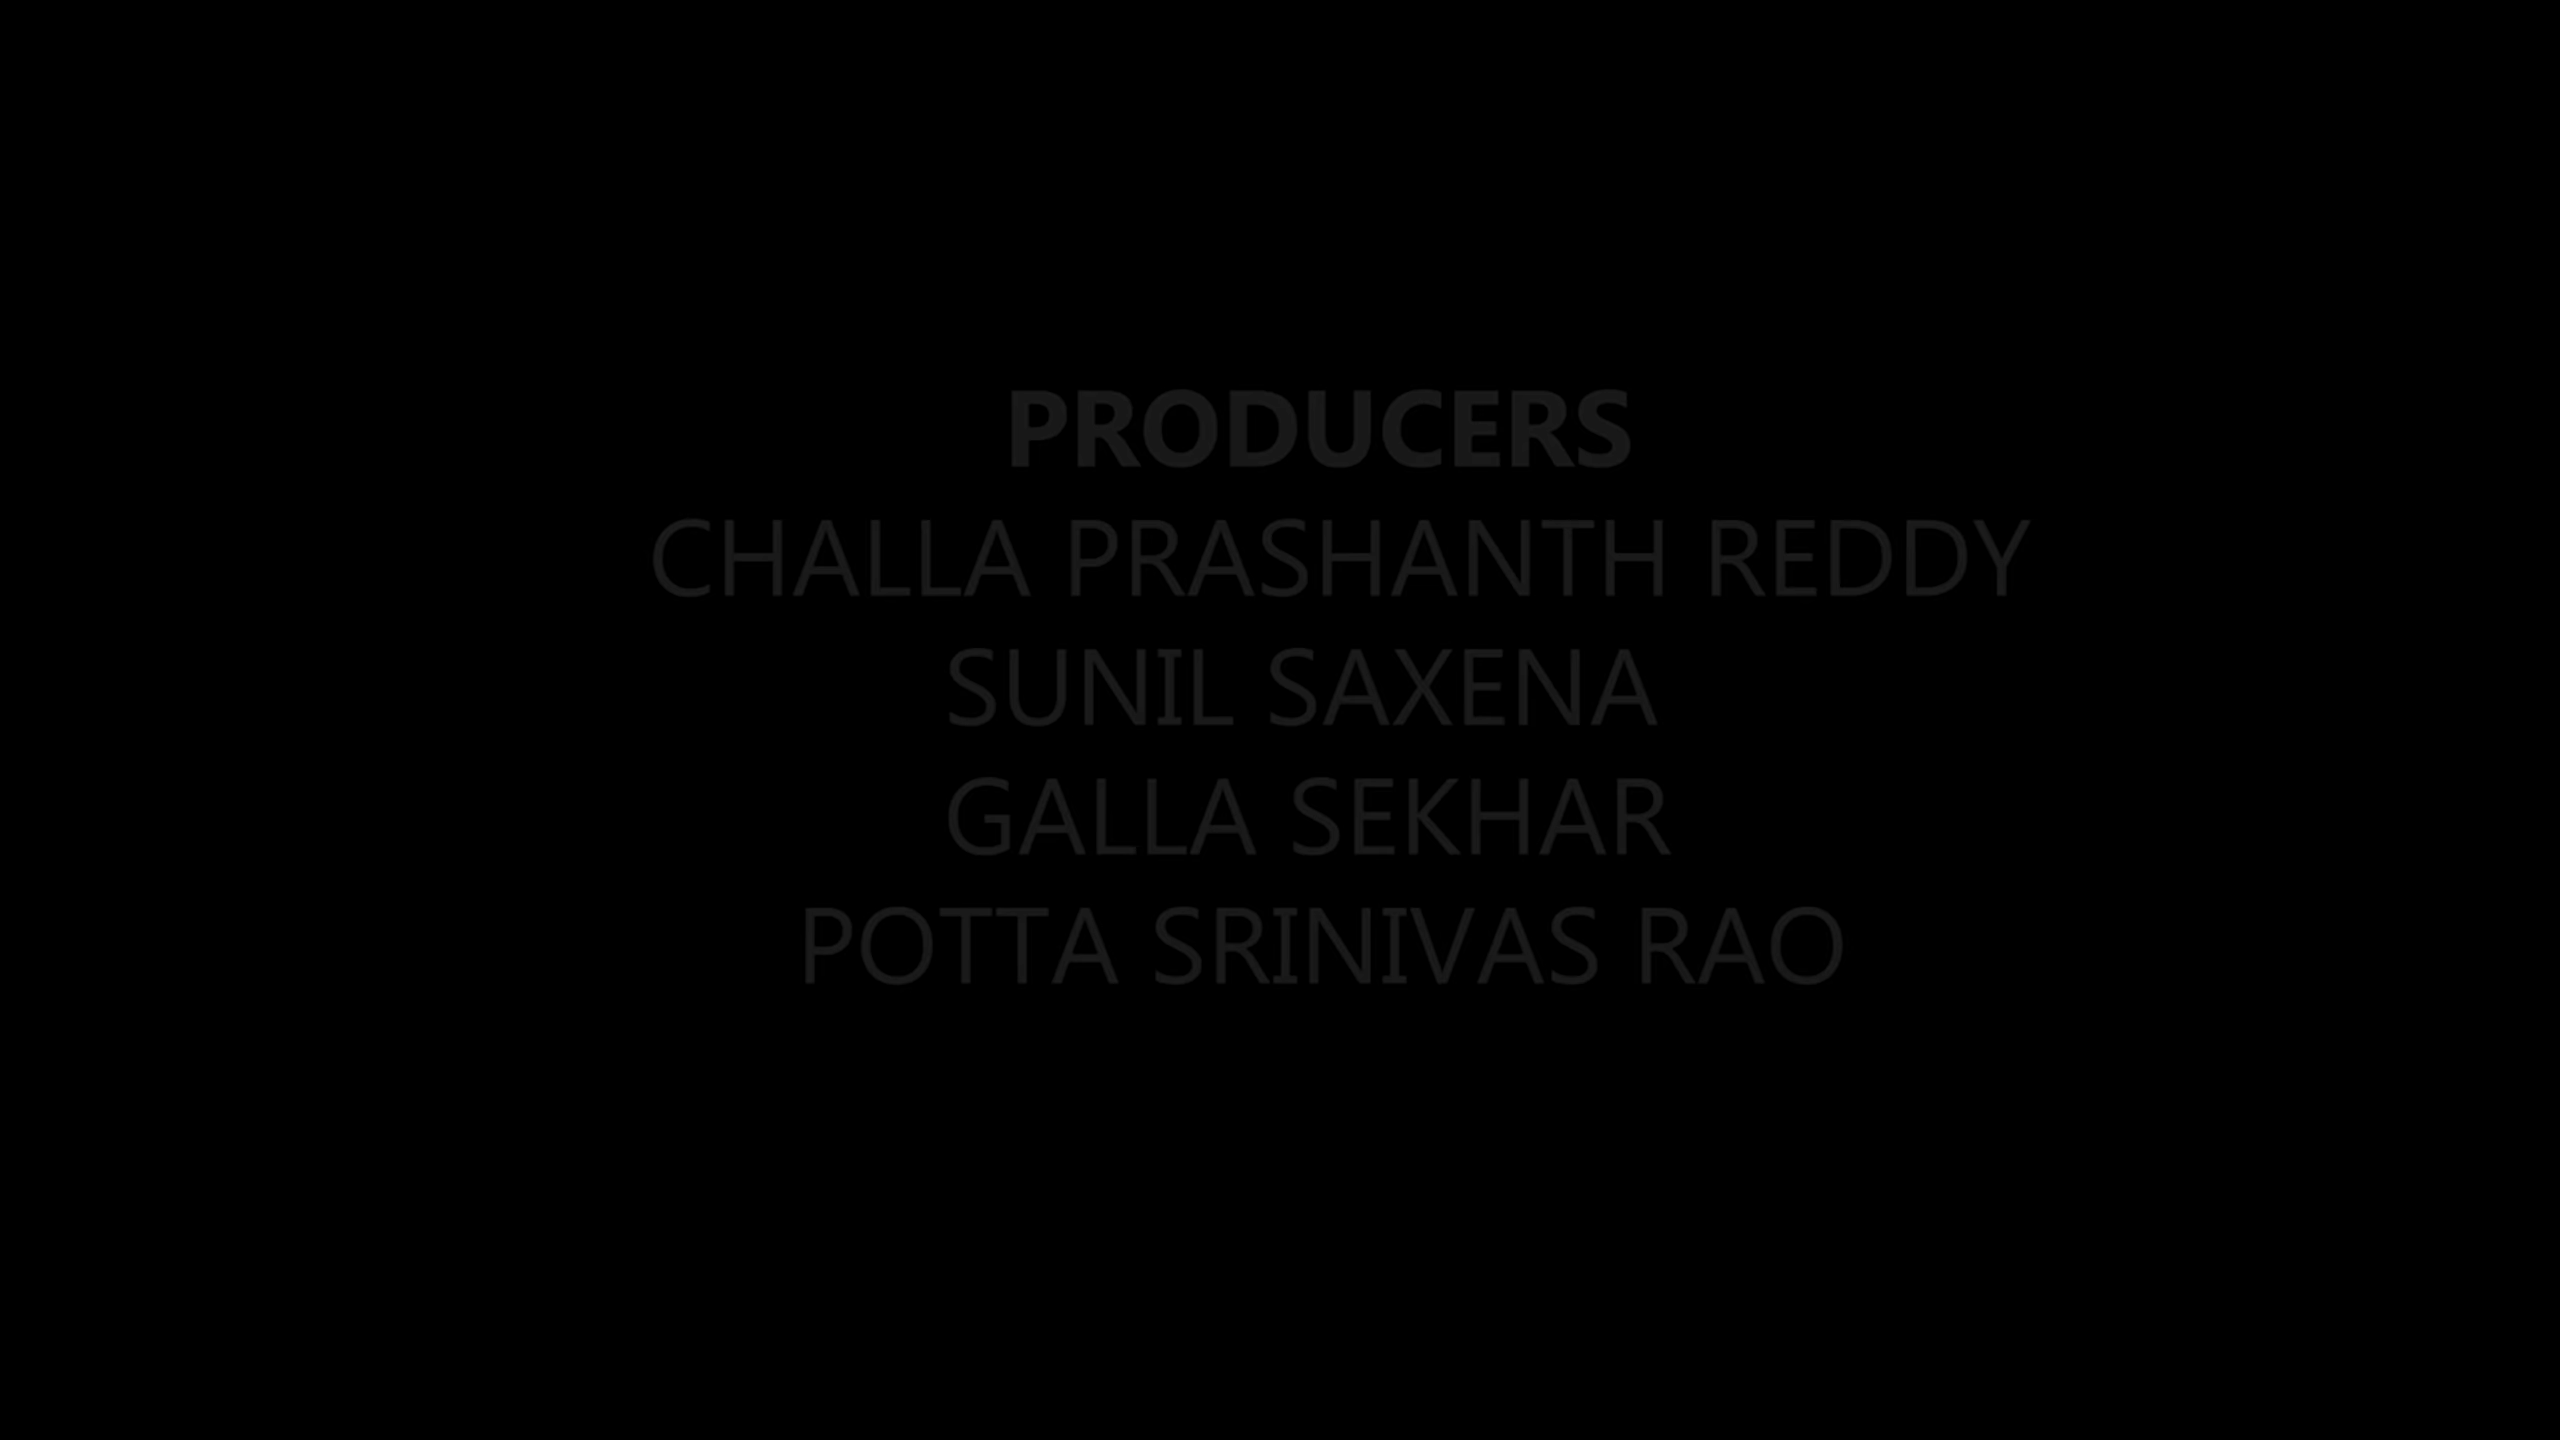 PRODUCERS
CHALLA PRASHANTH REDDY
SUNIL SAXENA
GALLA SEKHAR
POTTA SRINIVAS RAO